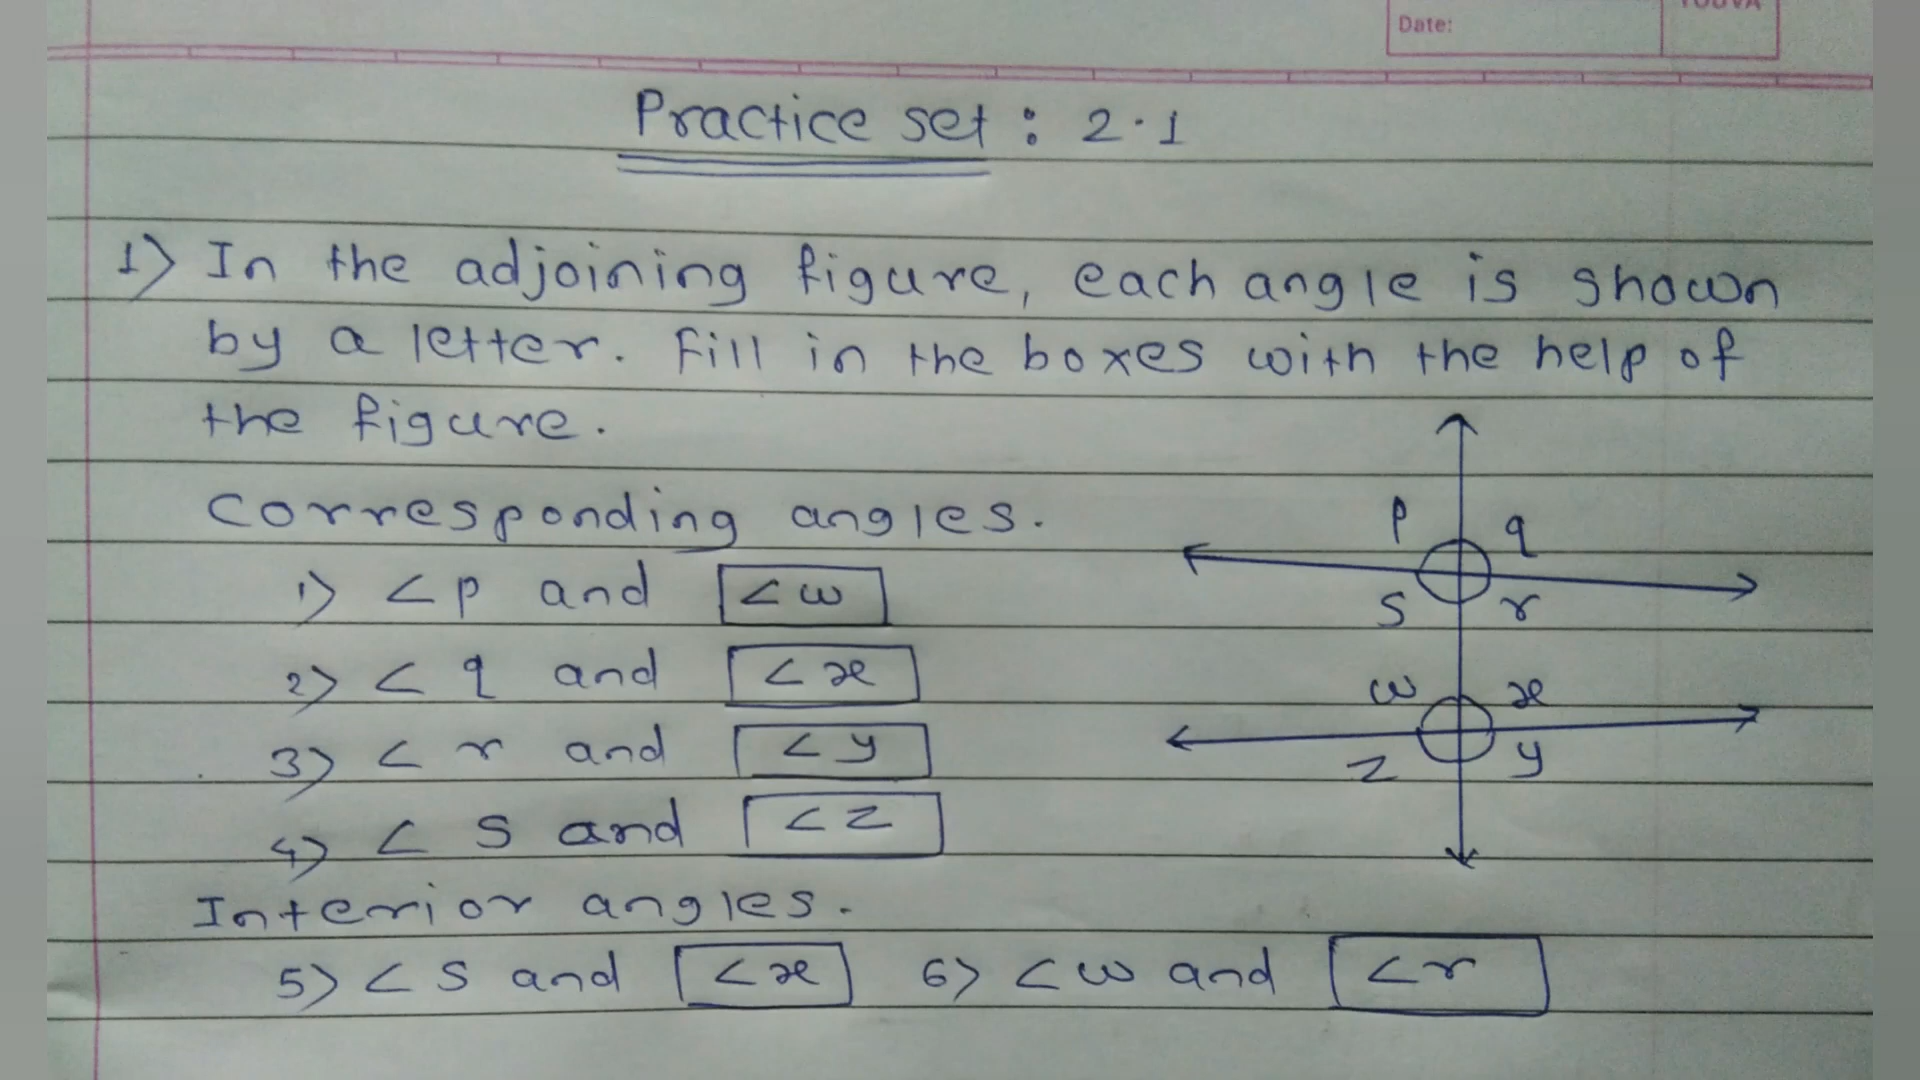 Date:
Practice set : 2.1
1) In the adjoining figure, each angle is shown
by a letter. Fill in the boxes with the help of
the figure.
Corresponding angles.
1) <p and <w
2) < q and <x
3) < r and <y
4) < s and <z
Interior angles.
5) <s and <x 6) <w and <r
p q
s r
w x
z y